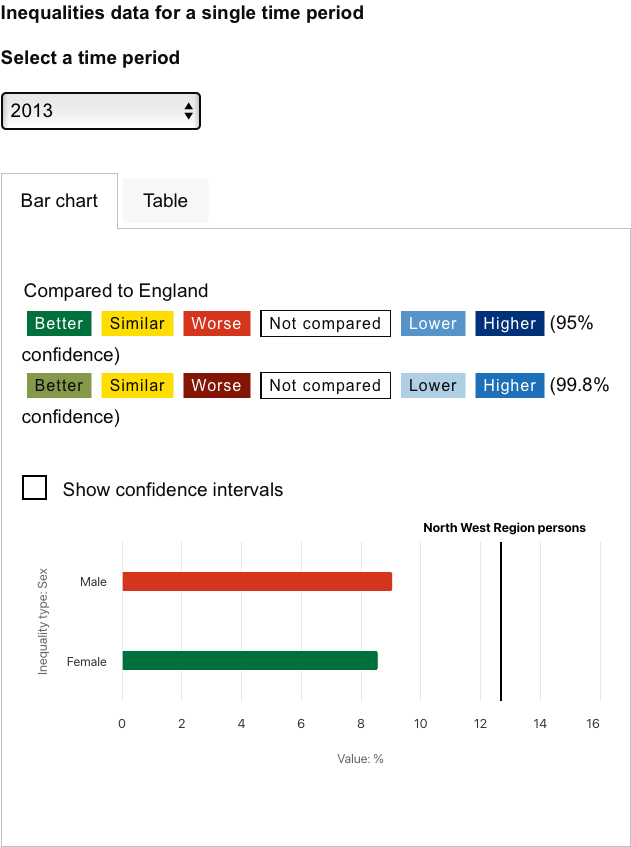 Inequalities data for a single time period
Select a time period
2013
Bar chart Table
Compared to England
Better Similar Worse Not compared Lower Higher (95%
confidence)
Better Similar Worse Not compared Lower Higher (99.8%
confidence)
Show confidence intervals
North West Region persons
Inequality type: Sex
Male
Female
0 2 4 6 8 10 12 14 16
Value: %